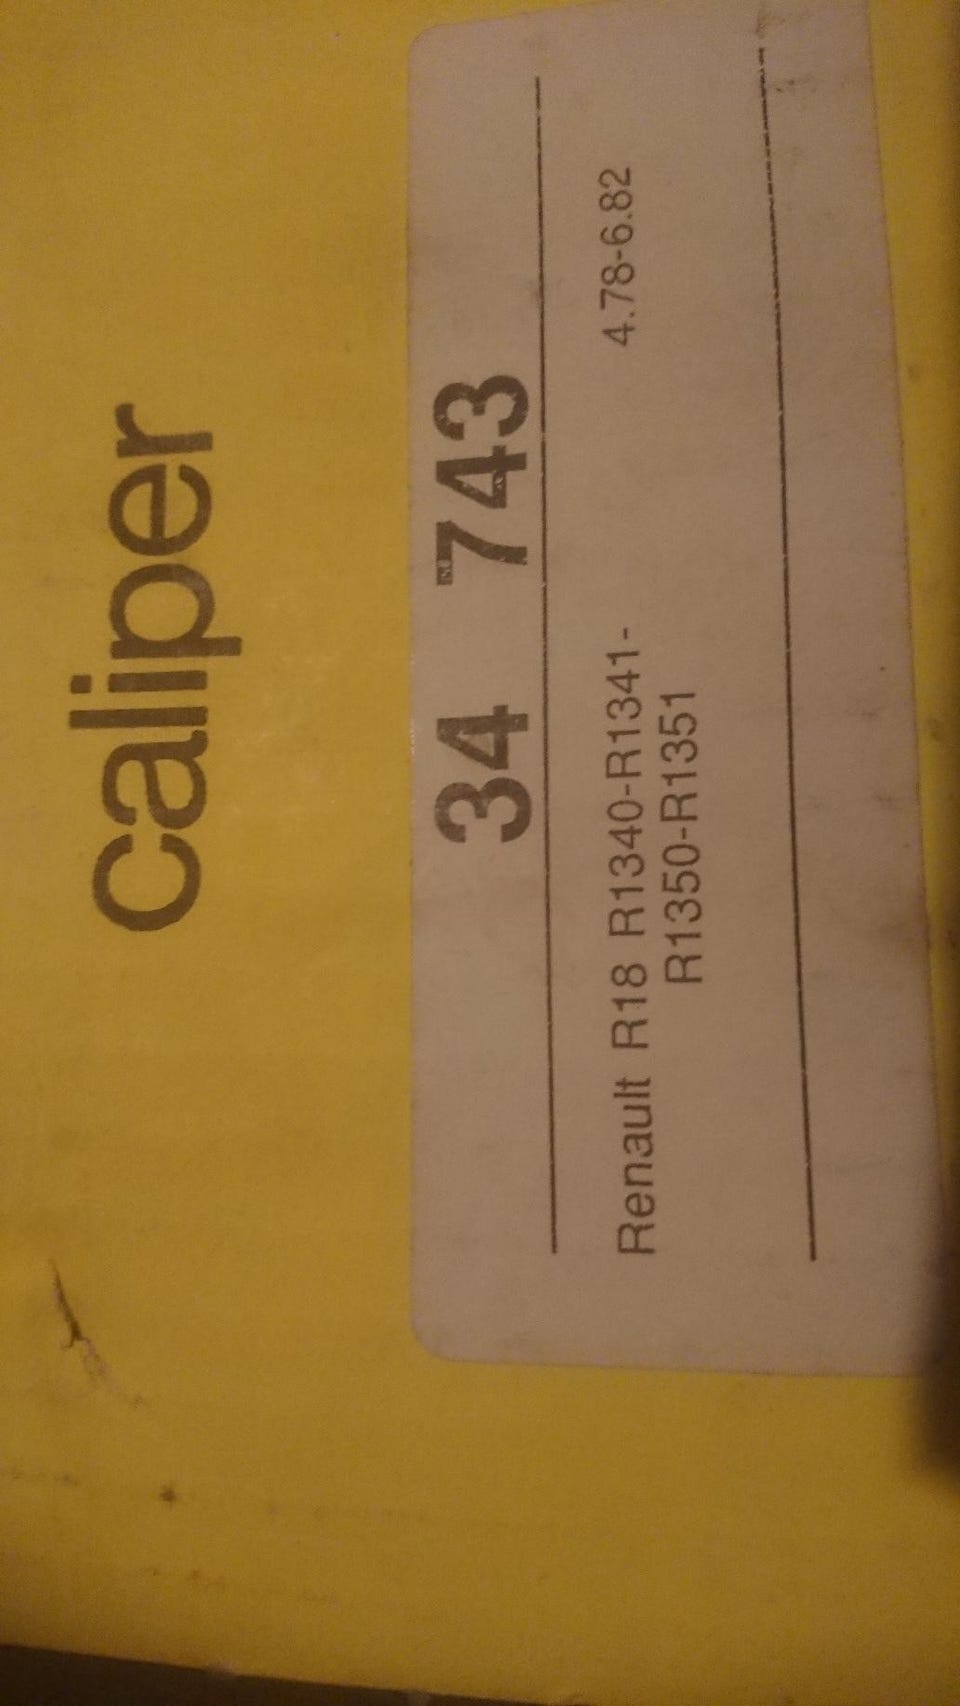 caliper
34 743
Renault R18 R1340-R1341- 4.78-6.82
R1350-R1351